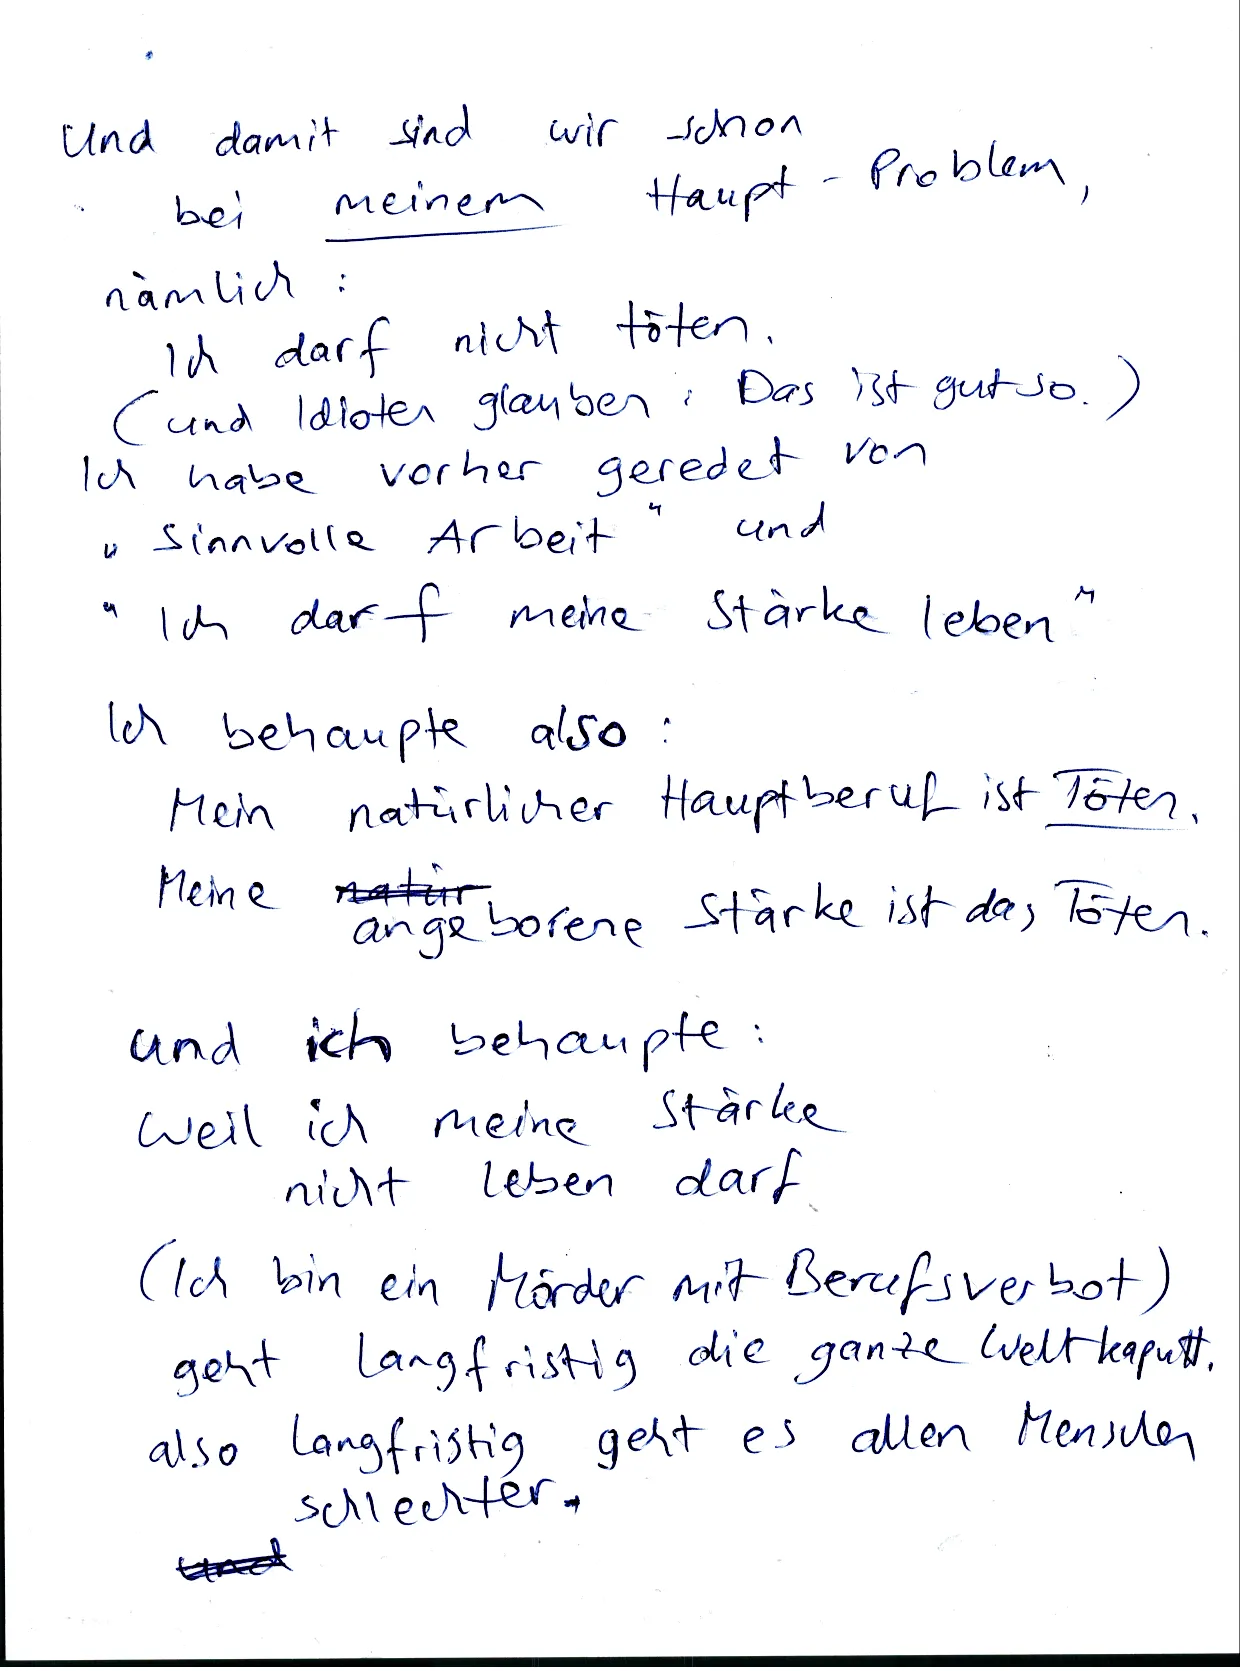 Und damit sind wir schon
bei meinem Haupt-Problem,
nämlich:
Ich darf nicht töten.
(und Idioten glauben: Das ist gut so.)
Ich habe vorher geredet von
„Sinnvolle Arbeit" und
"Ich darf meine Stärke leben"
Ich behaupte also:
Mein natürlicher Hauptberuf ist Töten.
Meine natür
angeborene Stärke ist das Töten.
und ich behaupte:
Weil ich meine Stärke
nicht leben darf
(Ich bin ein Mörder mit Berufsverbot)
geht langfristig die ganze Welt kaputt.
also langfristig geht es allen Menschen
schlechter.
und